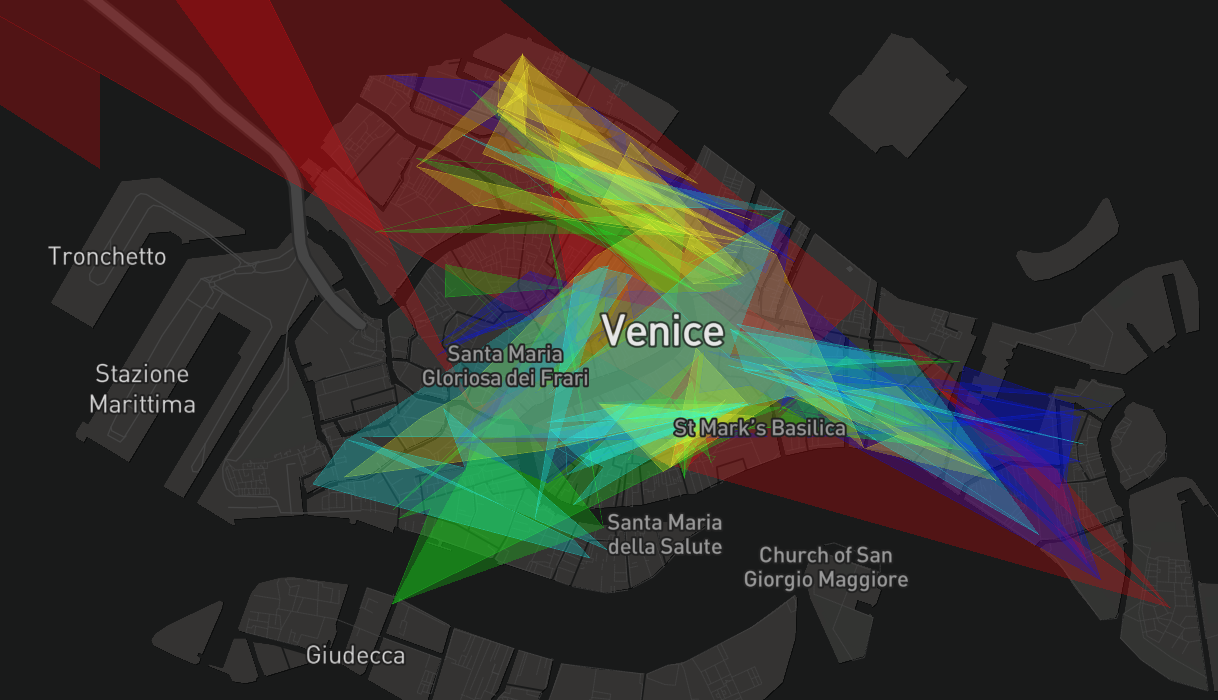 Tronchetto
Venice
Santa Maria
Gloriosa dei Frari
Stazione
Marittima
St Mark's Basilica
Santa Maria
della Salute
Church of San
Giorgio Maggiore
Giudecca